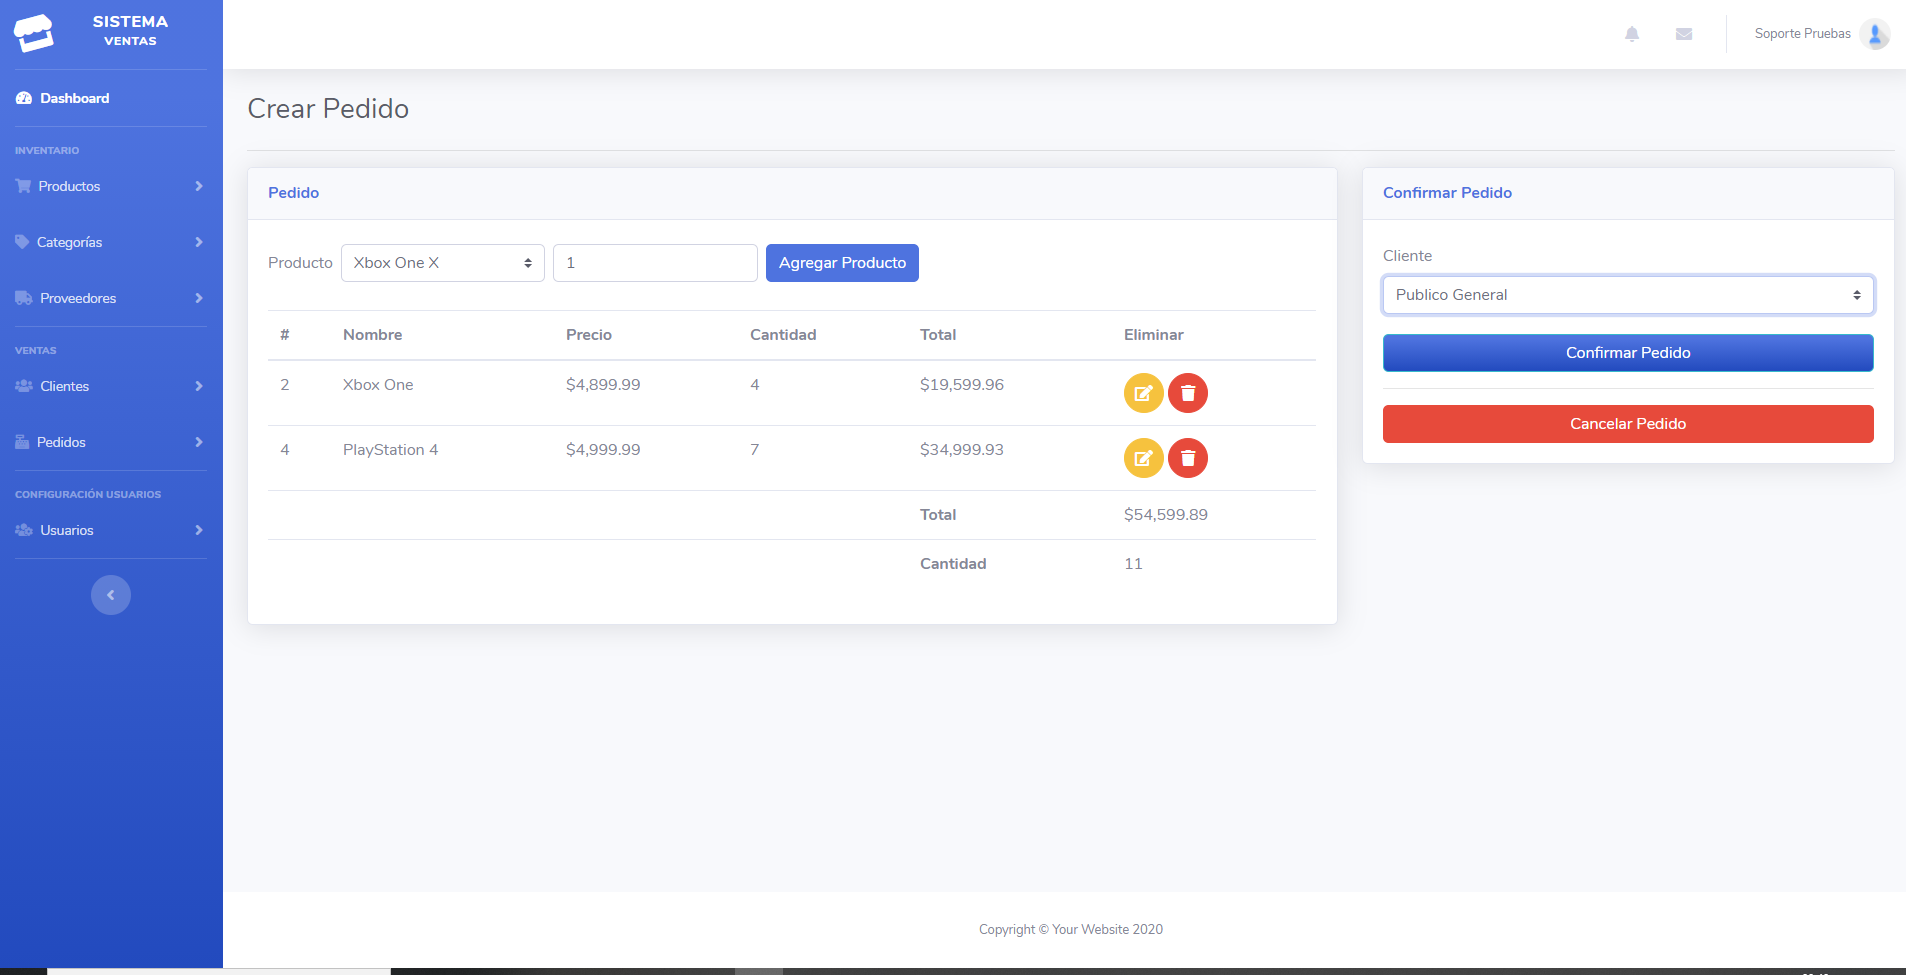 SISTEMA
VENTAS
Soporte Pruebas
Dashboard
INVENTARIO
Productos
Categorías
Proveedores
VENTAS
Clientes
Pedidos
CONFIGURACIÓN USUARIOS
Usuarios
Crear Pedido
Pedido
Producto Xbox One X 1 Agregar Producto
# Nombre Precio Cantidad Total Eliminar
2 Xbox One $4,899.99 4 $19,599.96
4 PlayStation 4 $4,999.99 7 $34,999.93
Total $54,599.89
Cantidad 11
Confirmar Pedido
Cliente
Publico General
Confirmar Pedido
Cancelar Pedido
Copyright © Your Website 2020